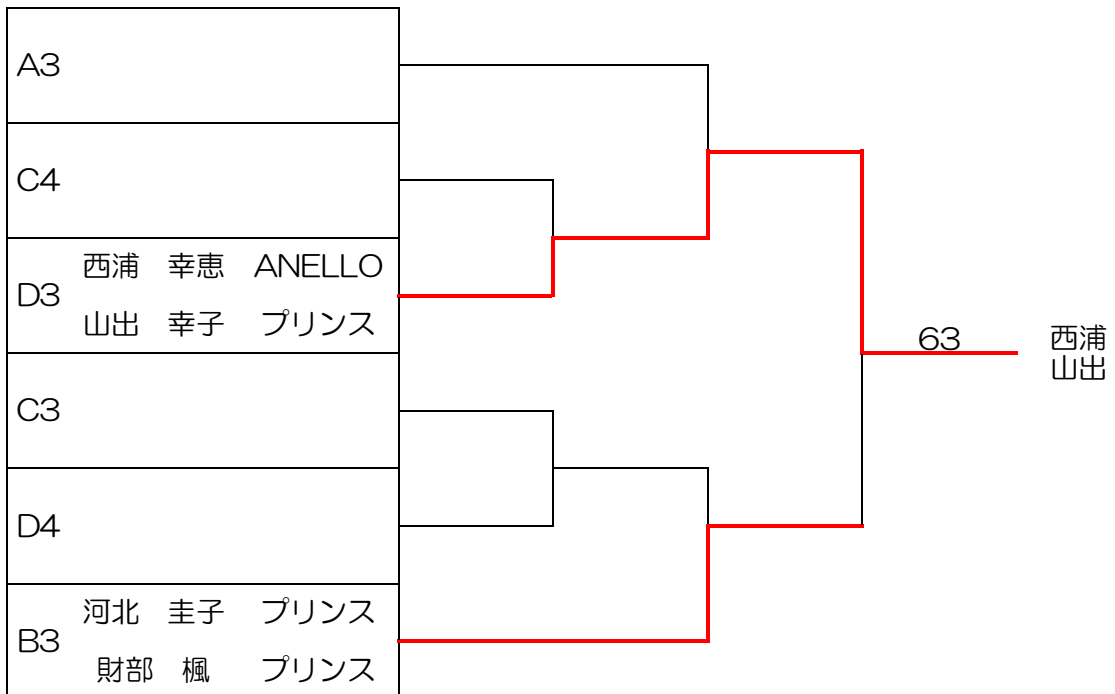 A3
C4
D3
西浦　幸恵　ANELLO
山出　幸子　プリンス
C3
D4
B3
河北　圭子　プリンス
財部　楓　プリンス
63
西浦
山出